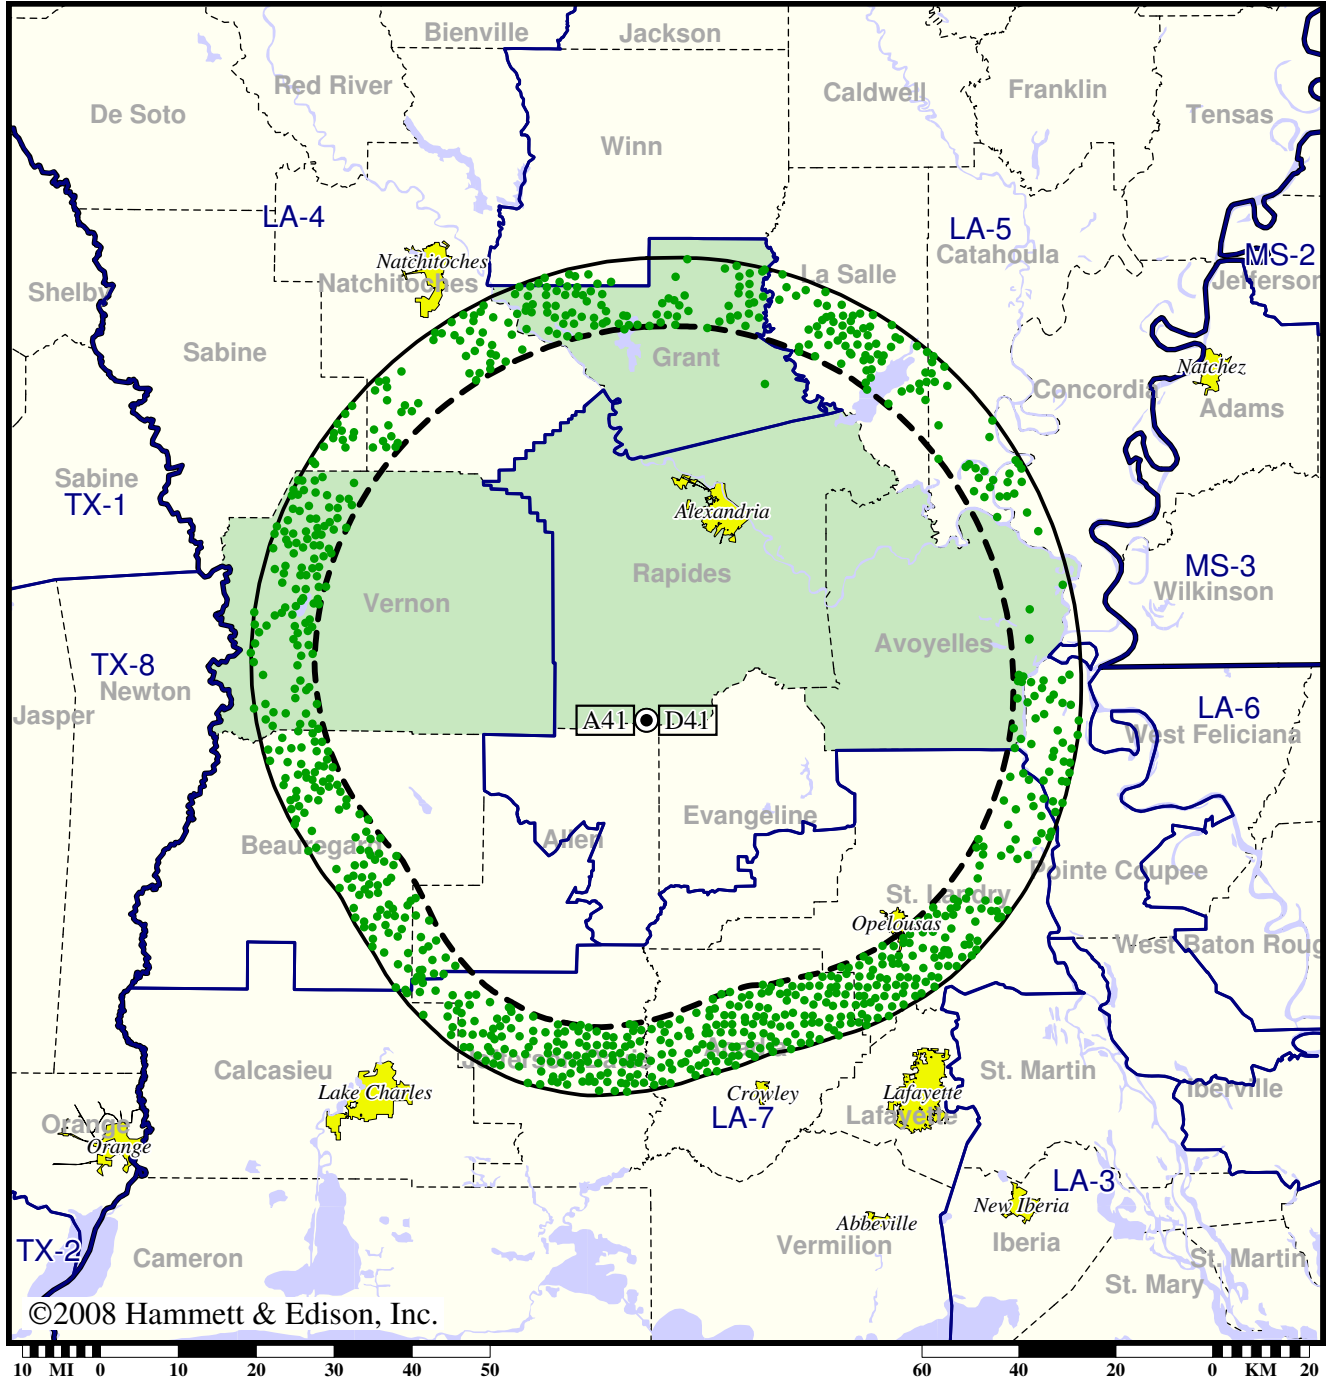 Bienville
Jackson
Red River
Caldwell
Franklin
De Soto
Tensas
Winn
LA-4
LA-5
Catahoula
MS-2
Jefferson
Natchitoches
Natchitoches
La Salle
Shelby
Sabine
Grant
Natchez
Concordia
Adams
Sabine
TX-1
Alexandria
Rapides
MS-3
Wilkinson
Vernon
Avoyelles
TX-8
Newton
Jasper
A41 D41
LA-6
West Feliciana
Evangeline
Beauregard
Allen
Pointe Coupee
St. Landry
Opelousas
West Baton Roug
Jefferson Davis
Acadia
Calcasieu
St. Martin
Lake Charles
Crowley
Lafayette
Lafayette
Iberville
LA-7
Orange
Orange
LA-3
New Iberia
Abbeville
Vermilion
Iberia
TX-2
Cameron
St. Martin
St. Mary
©2008 Hammett & Edison, Inc.
10 MI 0 10 20 30 40 50
60 40 20 0 KM 20